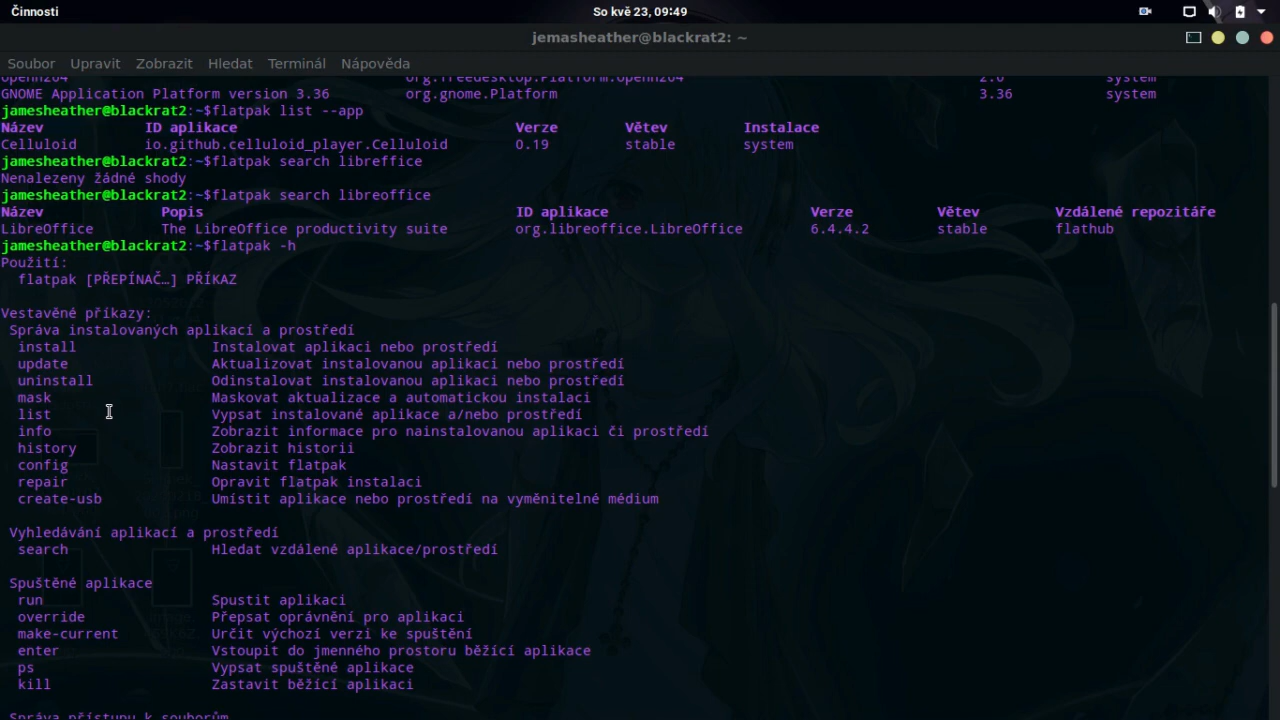 Činnosti
So kvě 23, 09:49
jemasheather@blackrat2: ~
Soubor Upravit Zobrazit Hledat Terminál Nápověda
openh264 org.freedesktop.Platform.openh264 2.0 system
GNOME Application Platform version 3.36 org.gnome.Platform 3.36 system
jamesheather@blackrat2:~$flatpak list --app
Název ID aplikace Verze Větev Instalace
Celluloid io.github.celluloid_player.Celluloid 0.19 stable system
jamesheather@blackrat2:~$flatpak search libreffice
Nenalezeny žádné shody
jamesheather@blackrat2:~$flatpak search libreoffice
Název Popis ID aplikace Verze Větev Vzdálené repozitáře
LibreOffice The LibreOffice productivity suite org.libreoffice.LibreOffice 6.4.4.2 stable flathub
jamesheather@blackrat2:~$flatpak -h
Použití:
flatpak [PŘEPÍNAČ…] PŘÍKAZ
Vestavěné příkazy:
Správa instalovaných aplikací a prostředí
install Instalovat aplikaci nebo prostředí
update Aktualizovat instalovanou aplikaci nebo prostředí
uninstall Odinstalovat instalovanou aplikaci nebo prostředí
mask Maskovat aktualizace a automatickou instalaci
list Vypsat instalované aplikace a/nebo prostředí
info Zobrazit informace pro nainstalovanou aplikaci či prostředí
history Zobrazit historii
config Nastavit flatpak
repair Opravit flatpak instalaci
create-usb Umístit aplikace nebo prostředí na vyměnitelné médium
Vyhledávání aplikací a prostředí
search Hledat vzdálené aplikace/prostředí
Spuštěné aplikace
run Spustit aplikaci
override Přepsat oprávnění pro aplikaci
make-current Určit výchozí verzi ke spuštění
enter Vstoupit do jmenného prostoru běžící aplikace
ps Vypsat spuštěné aplikace
kill Zastavit běžící aplikaci
Správa přístupu k souborům